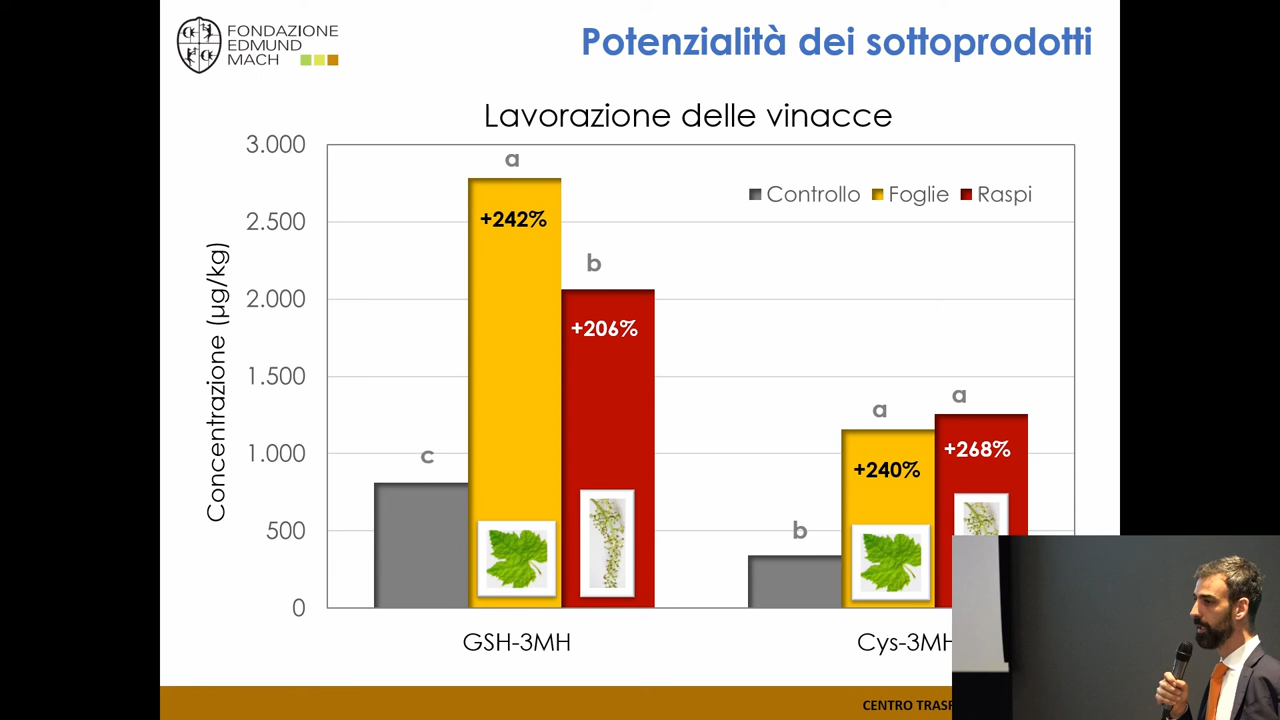 FONDAZIONE
EDMUND
MACH
Potenzialità dei sottoprodotti
Lavorazione delle vinacce
Concentrazione (µg/kg)
3.000
2.500
2.000
1.500
1.000
500
0
Controllo Foglie Raspi
a
+242%
b
+206%
c
a
+240%
a
+268%
b
GSH-3MH
Cys-3MH
CENTRO